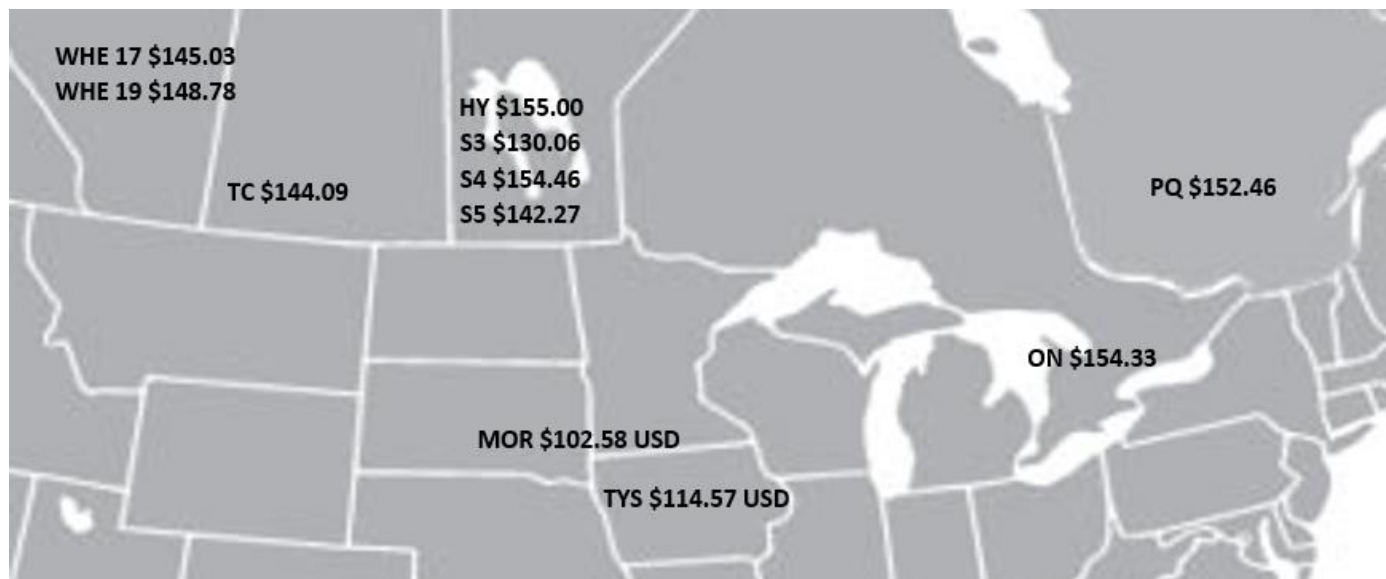 WHE 17 $145.03
WHE 19 $148.78
HY $155.00
S3 $130.06
S4 $154.46
S5 $142.27
TC $144.09
PQ $152.46
ON $154.33
MOR $102.58 USD
TYS $114.57 USD